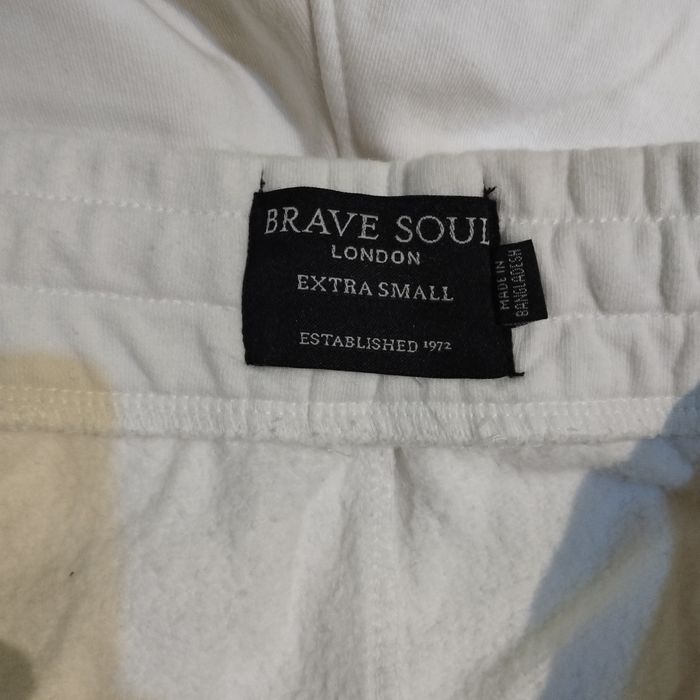 BRAVE SOUL
LONDON
EXTRA SMALL
ESTABLISHED 1972
MADE IN
BANGLADESH